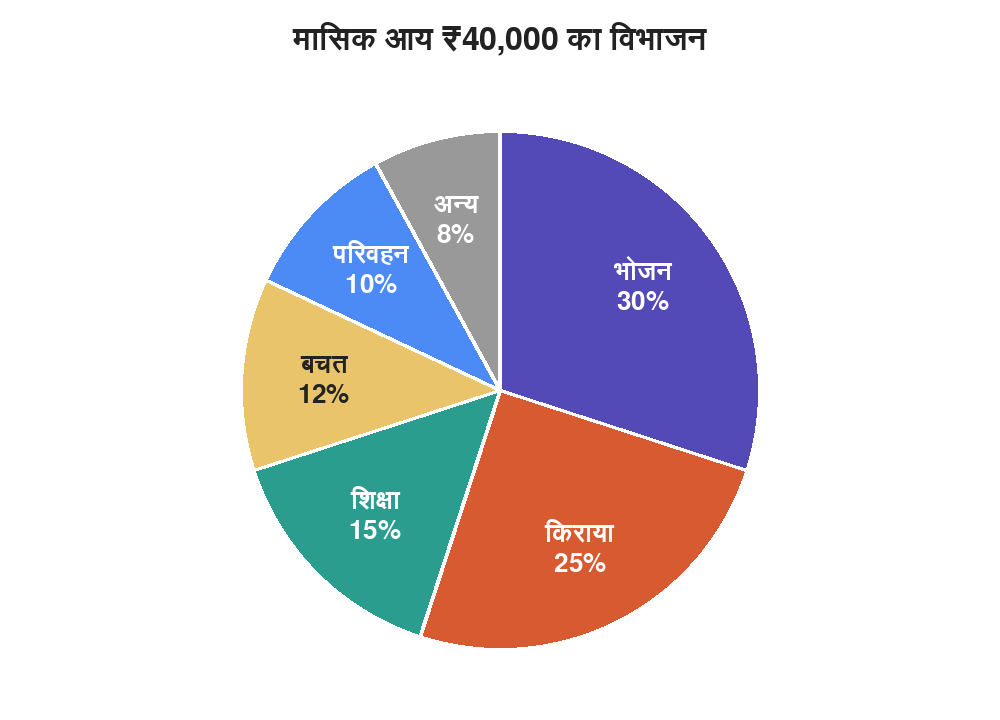 मासिक आय ₹40,000 का विभाजन
अन्य
8%
भोजन
30%
परिवहन
10%
बचत
12%
शिक्षा
15%
किराया
25%